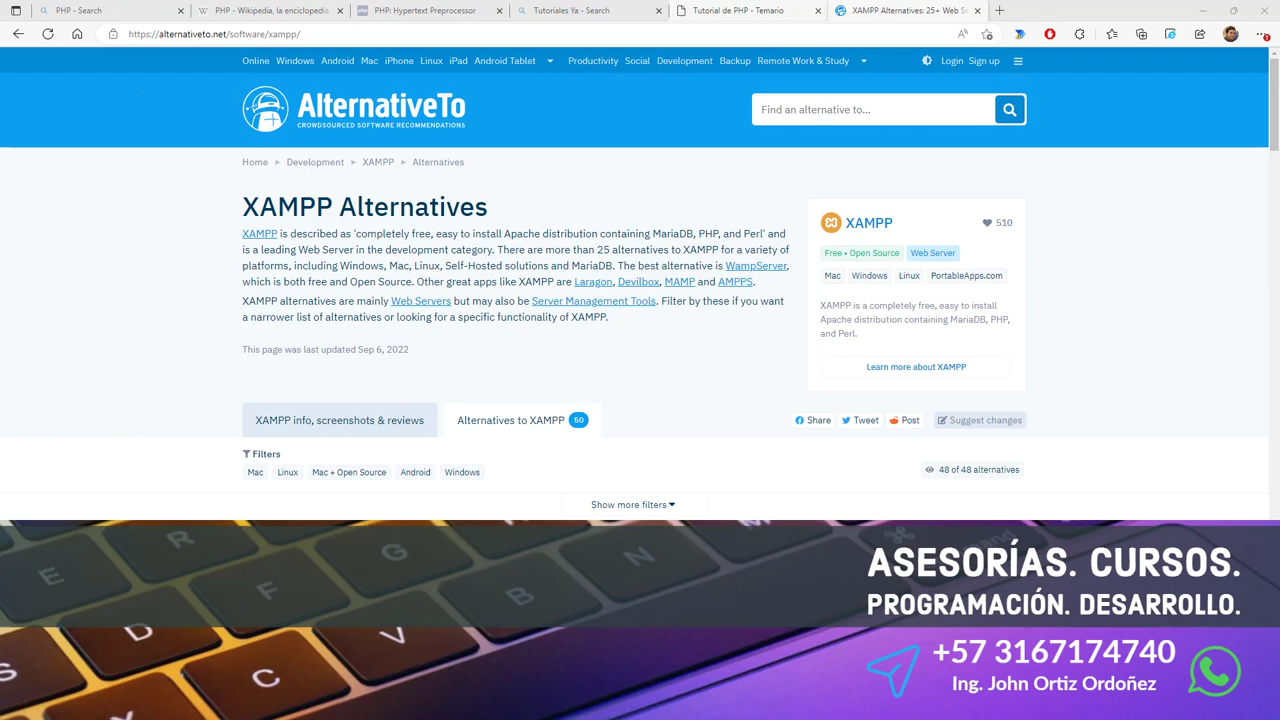 PHP - Search
PHP - Wikipedia, la enciclopedia
PHP: Hypertext Preprocessor
Tutoriales Ya - Search
Tutorial de PHP - Temario
XAMPP Alternatives: 25+ Web Se
https://alternativeto.net/software/xampp/
Online Windows Android Mac iPhone Linux iPad Android Tablet Productivity Social Development Backup Remote Work & Study Login Sign up
AlternativeTo
CROWDSOURCED SOFTWARE RECOMMENDATIONS
Find an alternative to...
Home Development XAMPP Alternatives
XAMPP Alternatives
XAMPP is described as 'completely free, easy to install Apache distribution containing MariaDB, PHP, and Perl' and
is a leading Web Server in the development category. There are more than 25 alternatives to XAMPP for a variety of
platforms, including Windows, Mac, Linux, Self-Hosted solutions and MariaDB. The best alternative is WampServer,
which is both free and Open Source. Other great apps like XAMPP are Laragon, Devilbox, MAMP and AMPPS.
XAMPP alternatives are mainly Web Servers but may also be Server Management Tools. Filter by these if you want
a narrower list of alternatives or looking for a specific functionality of XAMPP.
This page was last updated Sep 6, 2022
XAMPP 510
Free • Open Source Web Server
Mac Windows Linux PortableApps.com
XAMPP is a completely free, easy to install
Apache distribution containing MariaDB, PHP,
and Perl.
Learn more about XAMPP
XAMPP info, screenshots & reviews Alternatives to XAMPP 50
Share Tweet Post Suggest changes
Filters
Mac Linux Mac + Open Source Android Windows
48 of 48 alternatives
Show more filters
E R F G D B V N C S
ASESORÍAS. CURSOS.
PROGRAMACIÓN. DESARROLLO.
+57 3167174740
Ing. John Ortiz Ordoñez